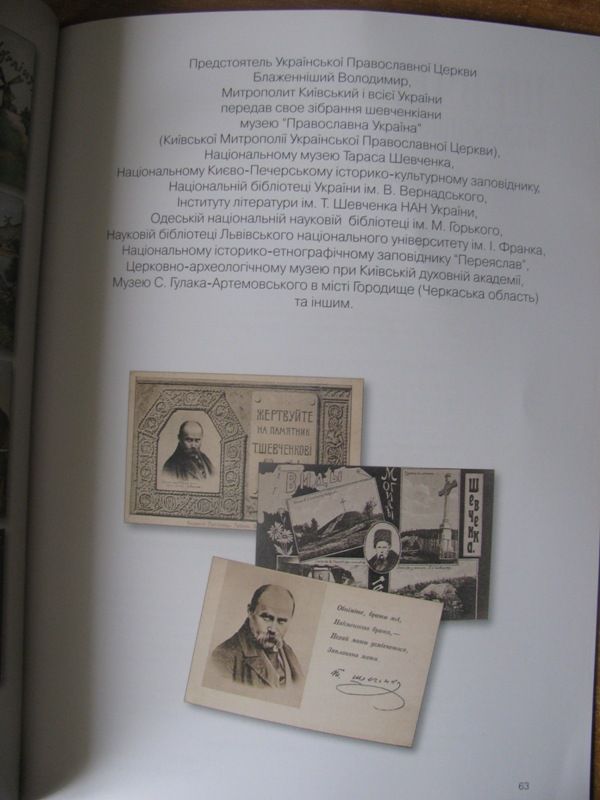 Предстоятель Української Православної Церкви
Блаженніший Володимир,
Митрополит Київський і всієї України
передав своє зібрання шевченкіани
музею "Православна Україна"
(Київської Митрополії Української Православної Церкви),
Національному музею Тараса Шевченка,
Національному Києво-Печерському історико-культурному заповіднику,
Національній бібліотеці України ім. В. Вернадського,
Інституту літератури ім. Т. Шевченка НАН України,
Одеській національній науковій бібліотеці ім. М. Горького,
Науковій бібліотеці Львівського національного університету ім. І. Франка,
Національному історико-етнографічному заповіднику "Переяслав",
Церковно-археологічному музею при Київській духовній академії,
Музею С. Гулака-Артемовського в місті Городище (Черкаська область)
та іншим.
ЖЕРТВУЙТЕ
НА ПАМЯТНИК
Т.ШЕВЧЕНКОВІ
Виды
Могили
Шевченка.
Обніміте, брати мої,
Найменшого брата,—
Нехай мати усміхнеться,
Заплакана мати
63